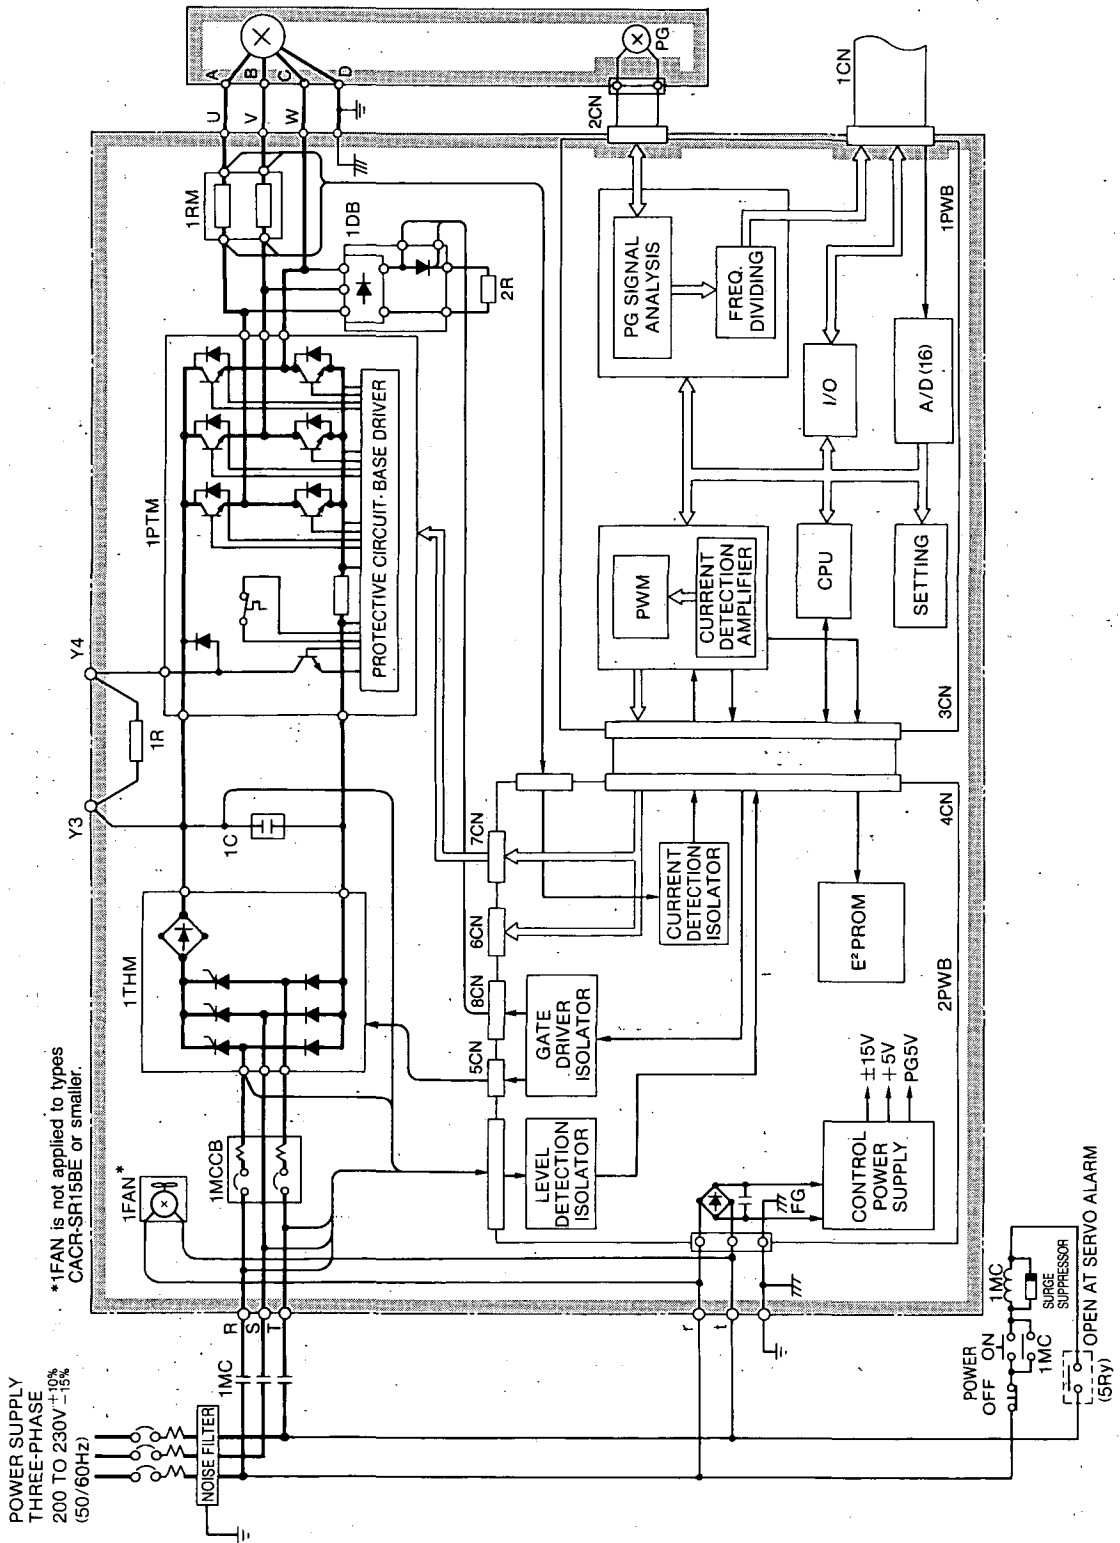 POWER SUPPLY
THREE-PHASE
200 TO 230V +10% -15%
(50/60Hz)
NOISE FILTER
1MC
R
S
T
*1FAN is not applied to types
CACR-SR15BE or smaller.
1FAN*
1MCCB
1THM
1C
Y3
1R
Y4
1PTM
PROTECTIVE CIRCUIT·BASE DRIVER
1RM
1DB
2R
U
V
W
A
B
C
D
PG
2CN
1CN
r
t
FG
LEVEL
DETECTION
ISOLATOR
5CN
8CN
GATE
DRIVER
ISOLATOR
6CN
7CN
CURRENT
DETECTION
ISOLATOR
CONTROL
POWER
SUPPLY
±15V
+5V
PG5V
E²PROM
2PWB
4CN
3CN
PWM
CURRENT
DETECTION
AMPLIFIER
CPU
SETTING
PG SIGNAL
ANALYSIS
FREQ.
DIVIDING
I/O
A/D (16)
1PWB
POWER
OFF
ON
1MC
1MC
SURGE
SUPPRESSOR
OPEN AT SERVO ALARM
(5Ry)